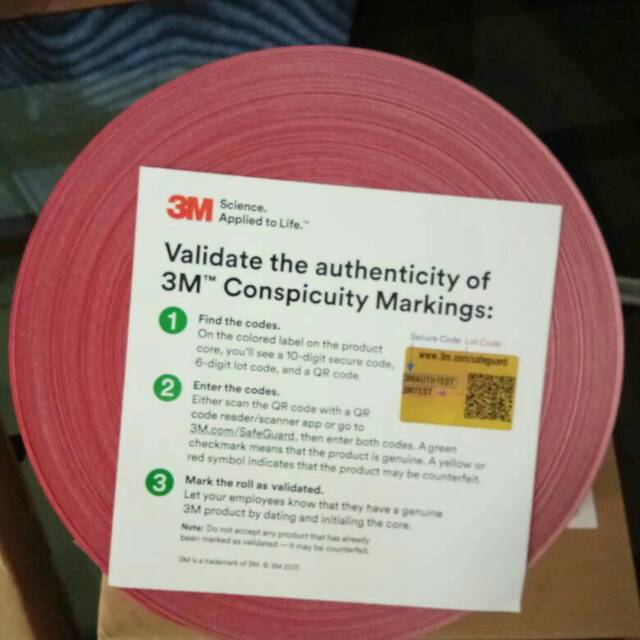 3M Science.
Applied to Life.™
Validate the authenticity of
3M™ Conspicuity Markings:
1 Find the codes.
On the colored label on the product
core, you'll see a 10-digit secure code,
6-digit lot code, and a QR code.
Secure Code Lot Code
www.3m.com/safeguard
3MAUTHTEST
3MTLST
2 Enter the codes.
Either scan the QR code with a QR
code reader/scanner app or go to
3M.com/SafeGuard, then enter both codes. A green
checkmark means that the product is genuine. A yellow or
red symbol indicates that the product may be counterfeit.
3 Mark the roll as validated.
Let your employees know that they have a genuine
3M product by dating and initialing the core.
Note: Do not accept any product that has already
been marked as validated — it may be counterfeit.
3M is a trademark of 3M. © 3M 2017.